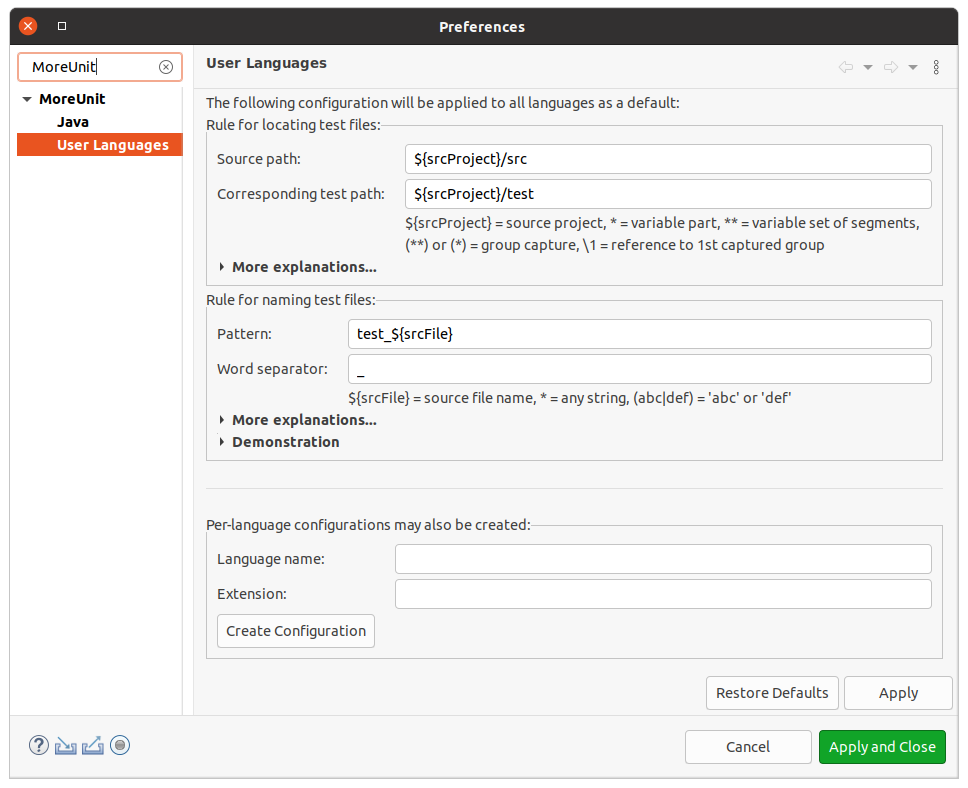 Preferences
MoreUnit
MoreUnit
Java
User Languages
User Languages
The following configuration will be applied to all languages as a default:
Rule for locating test files:
Source path: ${srcProject}/src
Corresponding test path: ${srcProject}/test
${srcProject} = source project, * = variable part, ** = variable set of segments,
(**) or (*) = group capture, \1 = reference to 1st captured group
More explanations...
Rule for naming test files:
Pattern: test_${srcFile}
Word separator: _
${srcFile} = source file name, * = any string, (abc|def) = 'abc' or 'def'
More explanations...
Demonstration
Per-language configurations may also be created:
Language name:
Extension:
Create Configuration
Restore Defaults Apply
? Cancel Apply and Close